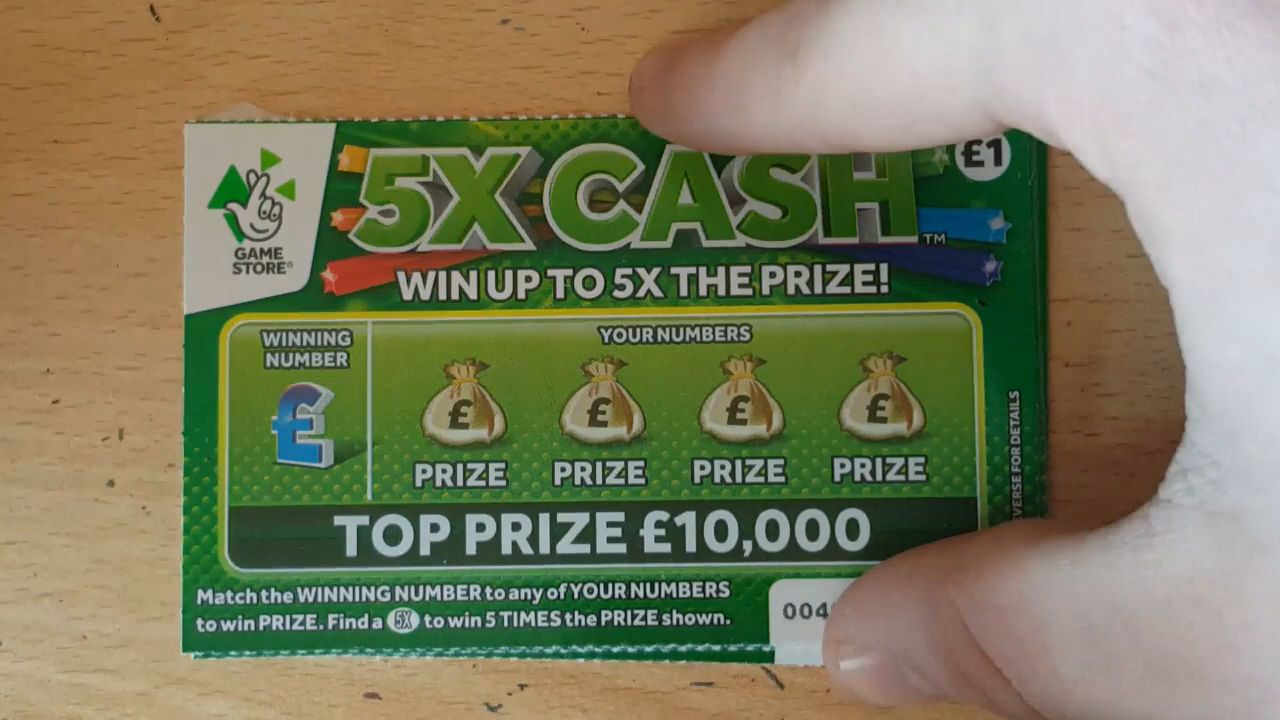 GAME
STORE®
5X CASH™
£1
WIN UP TO 5X THE PRIZE!
WINNING
NUMBER
£
YOUR NUMBERS
£ £ £ £
PRIZE PRIZE PRIZE PRIZE
TOP PRIZE £10,000
Match the WINNING NUMBER to any of YOUR NUMBERS
to win PRIZE. Find a 5X to win 5 TIMES the PRIZE shown.
FOR DETAILS